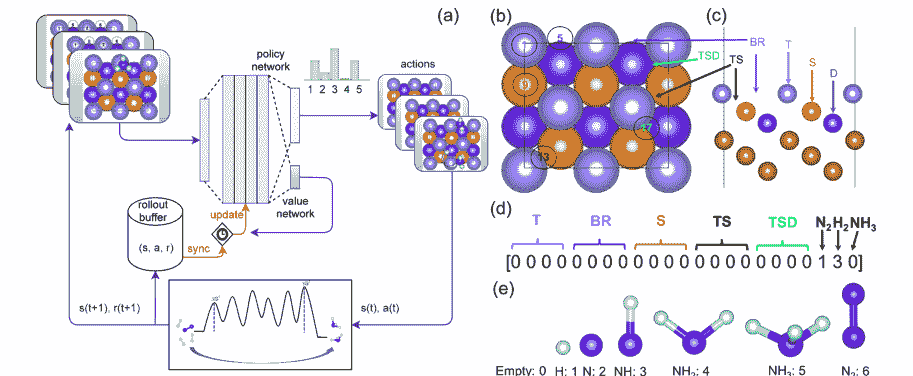 (a)
policy
network
1 2 3 4 5
actions
value
network
update
rollout
buffer
(s, a, r)
sync
s(t+1), r(t+1)
s(t), a(t)
(b)
5
BR
TSD
TS
13
(c)
T
S
D
(d)
T BR S TS TSD N₂H₂NH₃
[0 0 0 0 0 0 0 0 0 0 0 0 0 0 0 0 0 0 0 0 1 3 0]
(e)
Empty: 0 H: 1 N: 2 NH: 3 NH₂: 4 NH₃: 5 N₂: 6